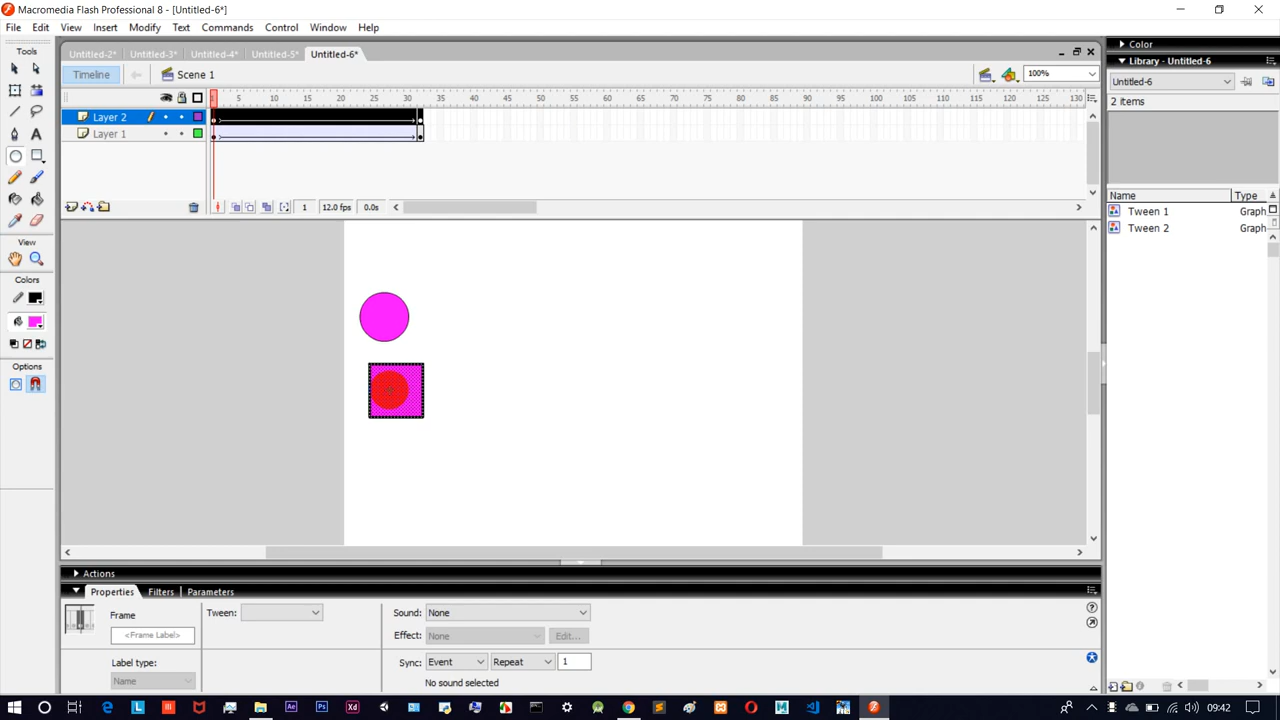 Macromedia Flash Professional 8 - [Untitled-6*]
File Edit View Insert Modify Text Commands Control Window Help
Tools
Untitled-2* Untitled-3* Untitled-4* Untitled-5* Untitled-6*
Color
Library - Untitled-6
Timeline Scene 1 100%
Untitled-6
2 items
5 10 15 20 25 30 35 40 45 50 55 60 65 70 75 80 85 90 95 100 105 110 115 120 125 130
Layer 2
Layer 1
1 12.0 fps 0.0s
Name Type
Tween 1 Graph
Tween 2 Graph
View
Colors
Options
Actions
Properties Filters Parameters
Frame
<Frame Label>
Label type:
Name
Tween:
Sound: None
Effect: None Edit...
Sync: Event Repeat 1
No sound selected
Ae Ps Xd
ENG 09:42